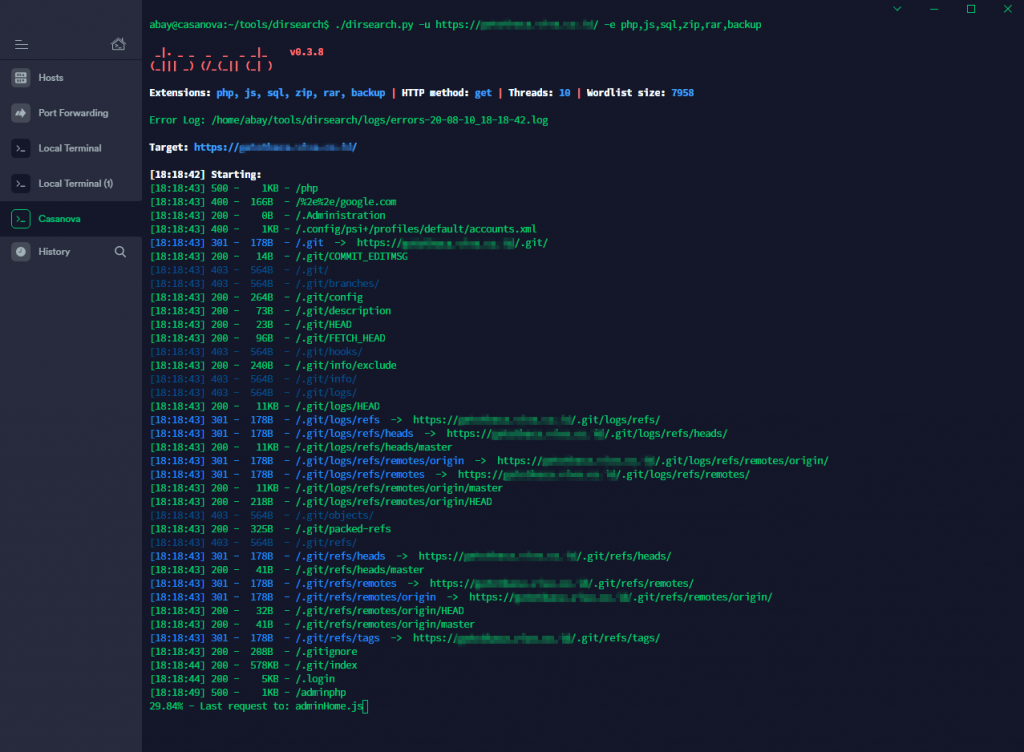 abay@casanova:~/tools/dirsearch$ ./dirsearch.py -u https:// / -e php,js,sql,zip,rar,backup
_|. _ _  _  _  _ _|_    v0.3.8
(_||| _) (/_(_|| (_| )
Extensions: php, js, sql, zip, rar, backup | HTTP method: get | Threads: 10 | Wordlist size: 7958
Error Log: /home/abay/tools/dirsearch/logs/errors-20-08-10_18-18-42.log
Target: https:// /
[18:18:42] Starting:
[18:18:43] 500 -    1KB - /php
[18:18:43] 400 -  166B  - /%2e%2e/google.com
[18:18:43] 200 -    0B  - /.Administration
[18:18:43] 400 -    1KB - /.config/psi+/profiles/default/accounts.xml
[18:18:43] 301 -  178B  - /.git  ->  https:// /.git/
[18:18:43] 200 -   14B  - /.git/COMMIT_EDITMSG
[18:18:43] 403 -  564B  - /.git/
[18:18:43] 403 -  564B  - /.git/branches/
[18:18:43] 200 -  264B  - /.git/config
[18:18:43] 200 -   73B  - /.git/description
[18:18:43] 200 -   23B  - /.git/HEAD
[18:18:43] 200 -   96B  - /.git/FETCH_HEAD
[18:18:43] 403 -  564B  - /.git/hooks/
[18:18:43] 200 -  240B  - /.git/info/exclude
[18:18:43] 403 -  564B  - /.git/info/
[18:18:43] 403 -  564B  - /.git/logs/
[18:18:43] 200 -   11KB - /.git/logs/HEAD
[18:18:43] 301 -  178B  - /.git/logs/refs  ->  https:// /.git/logs/refs/
[18:18:43] 301 -  178B  - /.git/logs/refs/heads  ->  https:// /.git/logs/refs/heads/
[18:18:43] 200 -   11KB - /.git/logs/refs/heads/master
[18:18:43] 301 -  178B  - /.git/logs/refs/remotes/origin  ->  https:// /.git/logs/refs/remotes/origin/
[18:18:43] 301 -  178B  - /.git/logs/refs/remotes  ->  https:// /.git/logs/refs/remotes/
[18:18:43] 200 -   11KB - /.git/logs/refs/remotes/origin/master
[18:18:43] 200 -  218B  - /.git/logs/refs/remotes/origin/HEAD
[18:18:43] 403 -  564B  - /.git/objects/
[18:18:43] 200 -  325B  - /.git/packed-refs
[18:18:43] 403 -  564B  - /.git/refs/
[18:18:43] 301 -  178B  - /.git/refs/heads  ->  https:// /.git/refs/heads/
[18:18:43] 200 -   41B  - /.git/refs/heads/master
[18:18:43] 301 -  178B  - /.git/refs/remotes  ->  https:// /.git/refs/remotes/
[18:18:43] 301 -  178B  - /.git/refs/remotes/origin  ->  https:// /.git/refs/remotes/origin/
[18:18:43] 200 -   32B  - /.git/refs/remotes/origin/HEAD
[18:18:43] 200 -   41B  - /.git/refs/remotes/origin/master
[18:18:43] 301 -  178B  - /.git/refs/tags  ->  https:// /.git/refs/tags/
[18:18:43] 200 -  208B  - /.gitignore
[18:18:44] 200 -  578KB - /.git/index
[18:18:44] 200 -    5KB - /.login
[18:18:49] 500 -    1KB - /adminphp
29.84% - Last request to: adminHome.js
Hosts
Port Forwarding
Local Terminal
Local Terminal (1)
Casanova
History